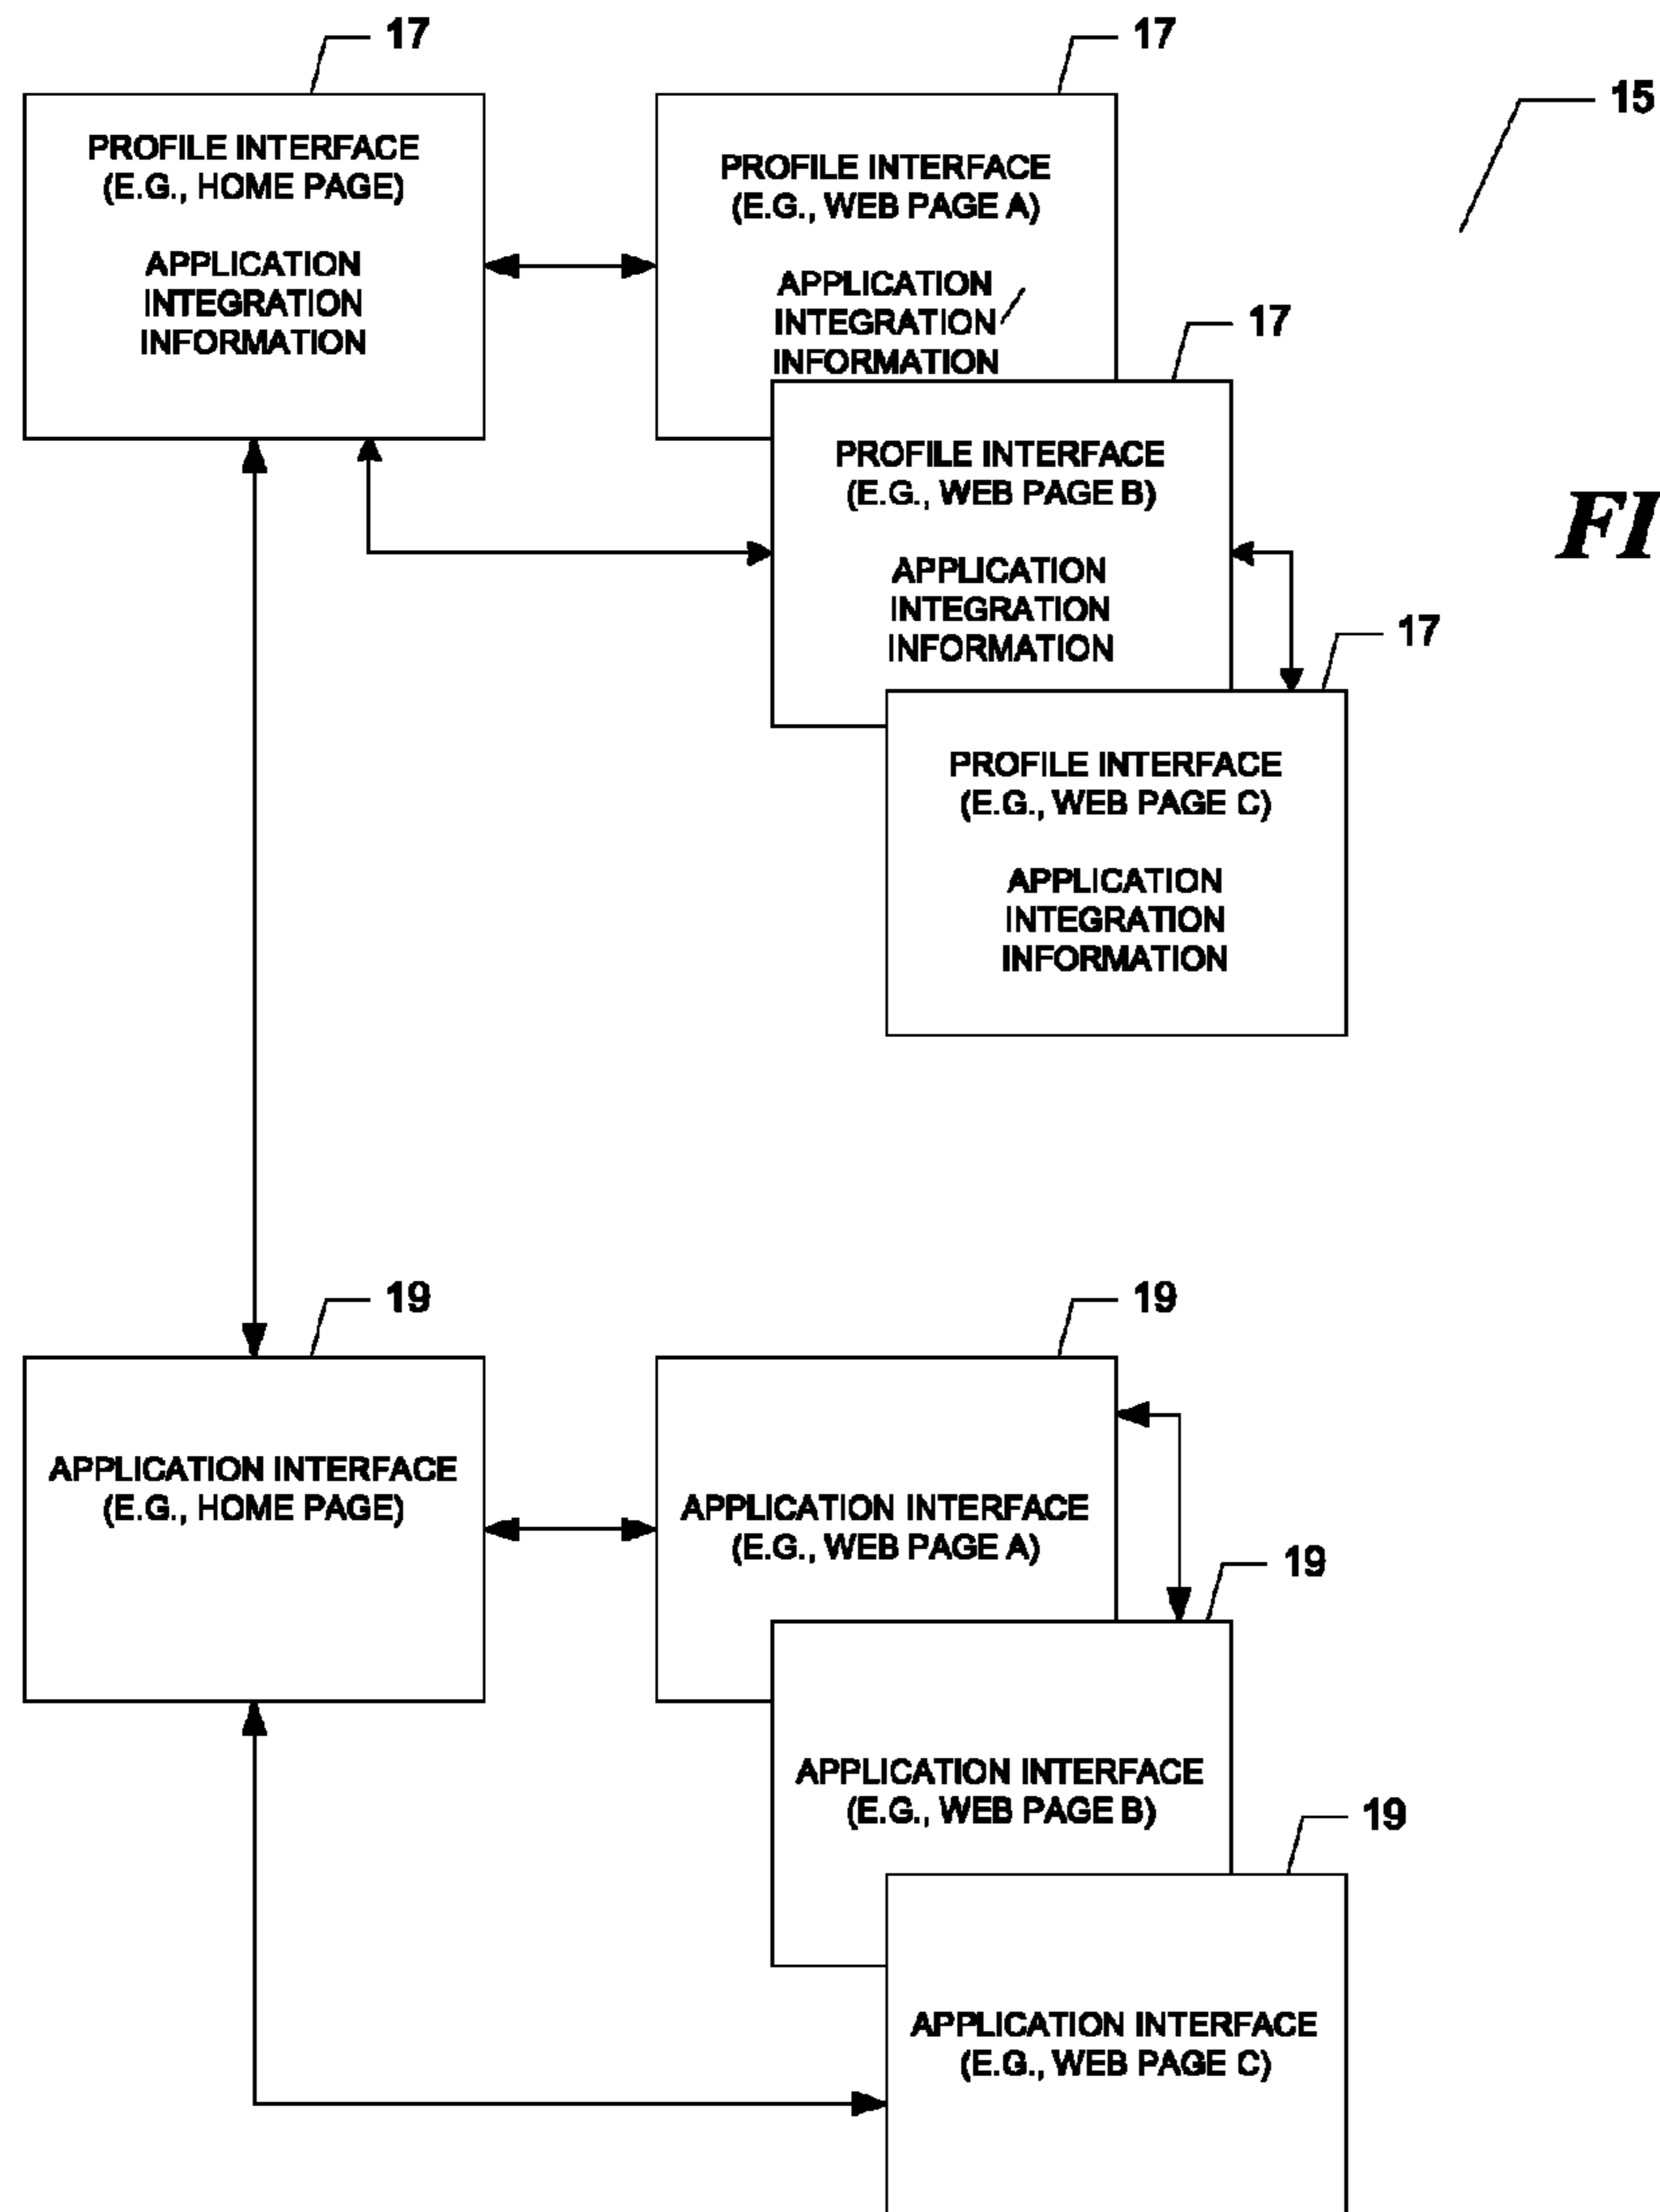 17
17
15
PROFILE INTERFACE
(E.G., HOME PAGE)
APPLICATION
INTEGRATION
INFORMATION
PROFILE INTERFACE
(E.G., WEB PAGE A)
APPLICATION
INTEGRATION
INFORMATION
17
PROFILE INTERFACE
(E.G., WEB PAGE B)
APPLICATION
INTEGRATION
INFORMATION
FI
17
PROFILE INTERFACE
(E.G., WEB PAGE C)
APPLICATION
INTEGRATION
INFORMATION
19
19
APPLICATION INTERFACE
(E.G., HOME PAGE)
APPLICATION INTERFACE
(E.G., WEB PAGE A)
19
APPLICATION INTERFACE
(E.G., WEB PAGE B)
19
APPLICATION INTERFACE
(E.G., WEB PAGE C)